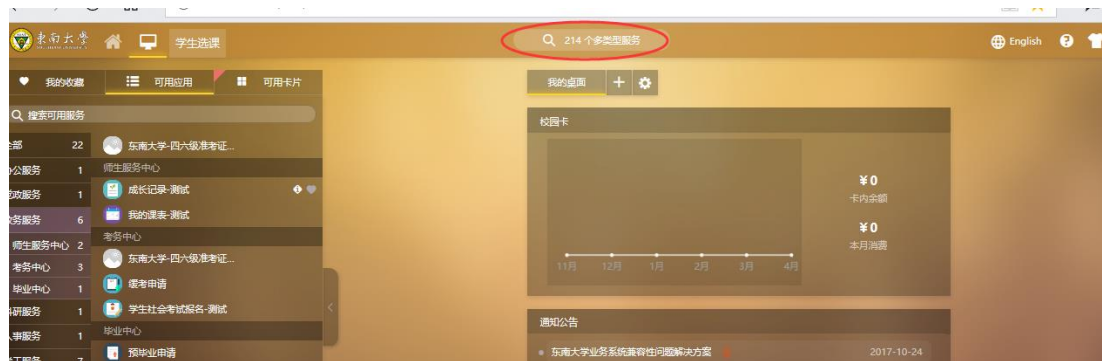 東南大學
学生选课
214 个多类型服务
English
我的收藏
可用应用
可用卡片
我的桌面
搜索可用服务
校园卡
全部 22
东南大学-四六级准考证...
办公服务 1
师生服务中心
党政服务 1
成长记录-测试
教务服务 6
我的课表-测试
师生服务中心 2
考务中心
考务中心 3
东南大学-四六级准考证...
毕业中心 1
缓考申请
科研服务 1
学生社会考试报名-测试
人事服务 1
毕业中心
学工服务 7
预毕业申请
¥0
卡内余额
¥0
本月消费
11月 12月 1月 2月 3月 4月
通知公告
东南大学业务系统兼容性问题解决方案 2017-10-24